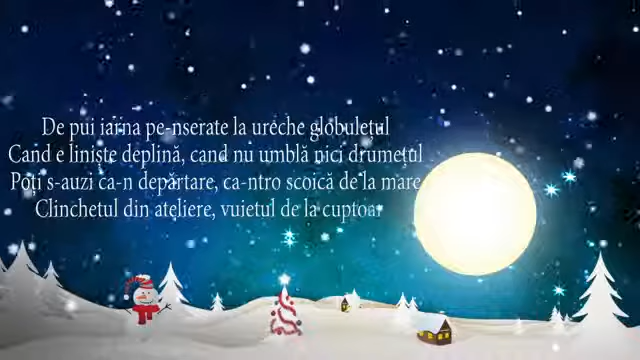 De pui iarna pe-nserate la ureche globulețul
Cand e liniște deplină, cand nu umblă nici drumețul
Poți s-auzi ca-n depărtare, ca-ntro scoică de la mare
Clinchetul din ateliere, vuietul de la cuptoar